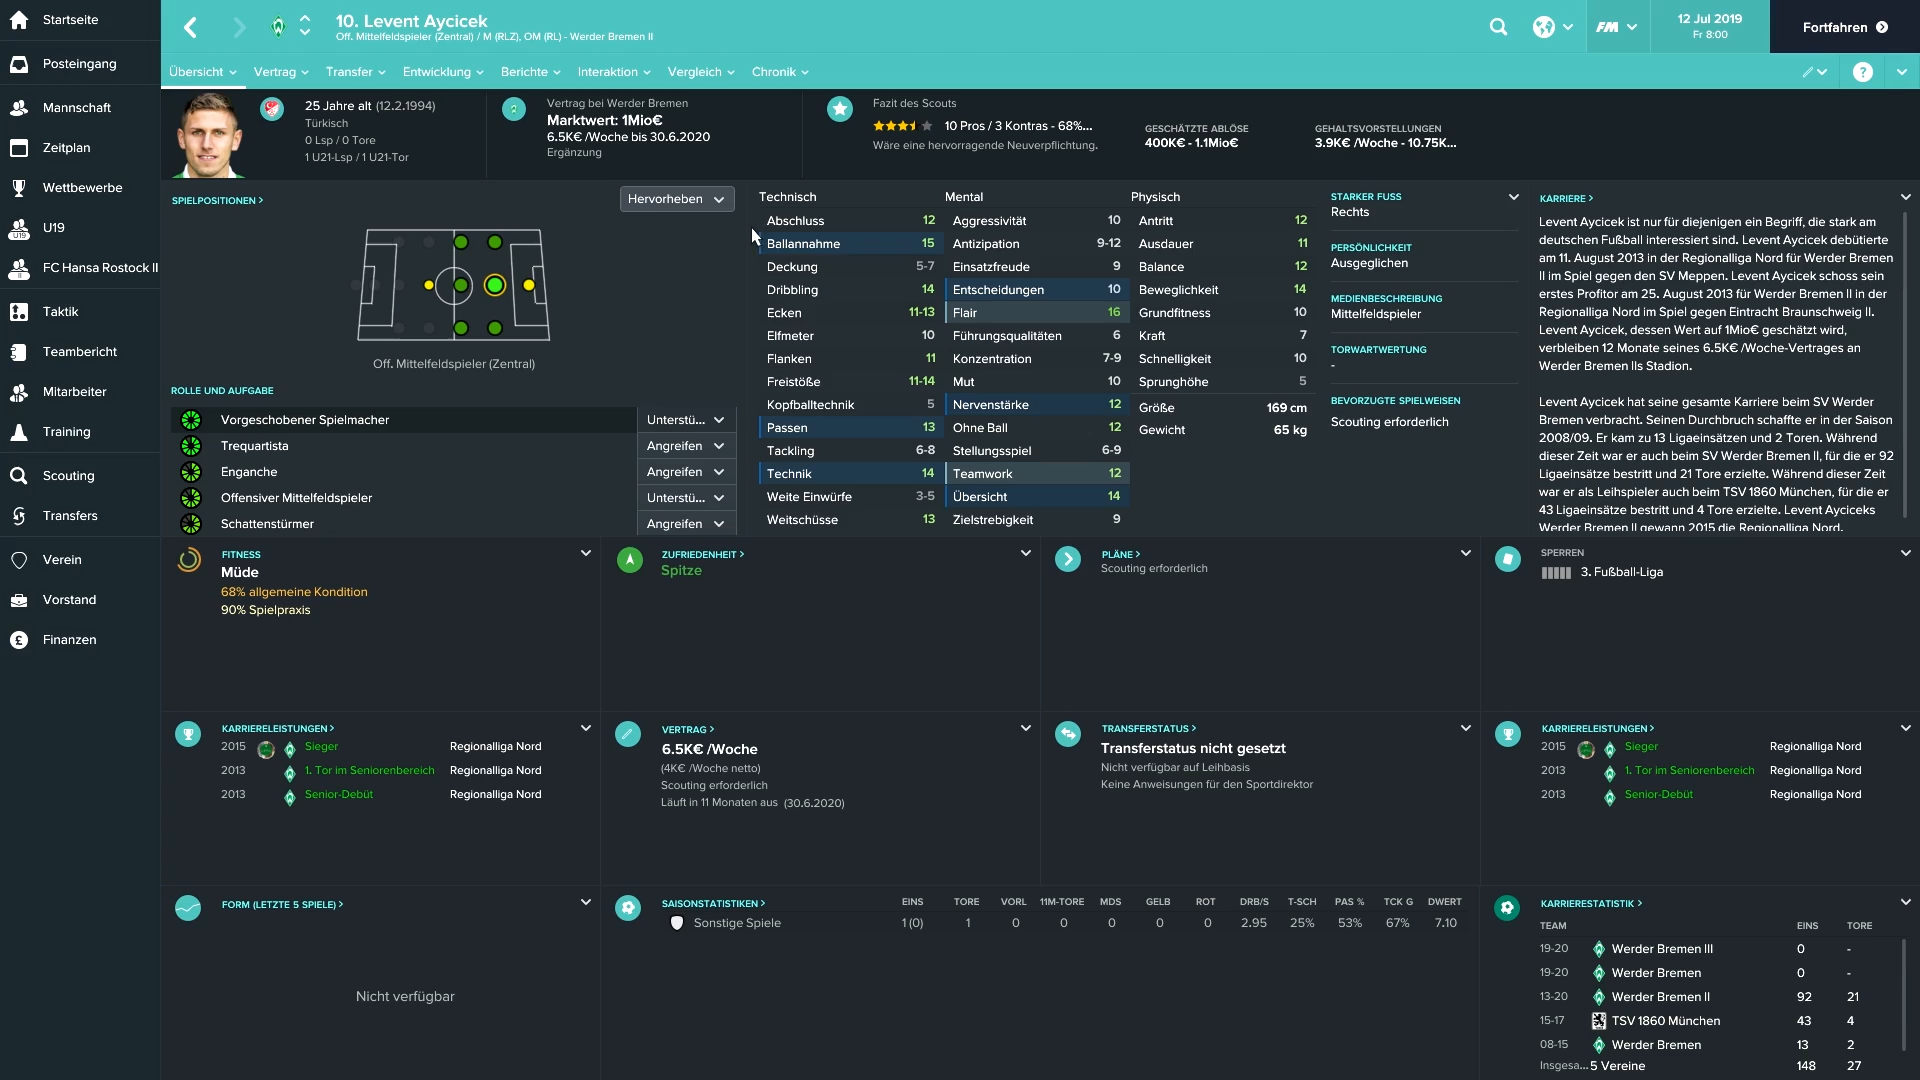 Startseite
Posteingang
Mannschaft
Zeitplan
Wettbewerbe
U19
FC Hansa Rostock II
Taktik
Teambericht
Mitarbeiter
Training
Scouting
Transfers
Verein
Vorstand
Finanzen
10. Levent Aycicek
Off. Mittelfeldspieler (Zentral) / M (RLZ), OM (RL) - Werder Bremen II
FM
12 Jul 2019
Fr 8:00
Fortfahren
Übersicht Vertrag Transfer Entwicklung Berichte Interaktion Vergleich Chronik
?
25 Jahre alt (12.2.1994)
Türkisch
0 Lsp / 0 Tore
1 U21-Lsp / 1 U21-Tor
Vertrag bei Werder Bremen
Marktwert: 1Mio€
6.5K€ /Woche bis 30.6.2020
Ergänzung
Fazit des Scouts
10 Pros / 3 Kontras - 68%...
Wäre eine hervorragende Neuverpflichtung.
GESCHÄTZTE ABLÖSE
400K€ - 1.1Mio€
GEHALTSVORSTELLUNGEN
3.9K€ /Woche - 10.75K...
SPIELPOSITIONEN >
Hervorheben
Off. Mittelfeldspieler (Zentral)
ROLLE UND AUFGABE
Vorgeschobener Spielmacher Unterstü...
Trequartista Angreifen
Enganche Angreifen
Offensiver Mittelfeldspieler Unterstü...
Schattenstürmer Angreifen
Technisch
Abschluss 12
Ballannahme 15
Deckung 5-7
Dribbling 14
Ecken 11-13
Elfmeter 10
Flanken 11
Freistöße 11-14
Kopfballtechnik 5
Passen 13
Tackling 6-8
Technik 14
Weite Einwürfe 3-5
Weitschüsse 13
Mental
Aggressivität 10
Antizipation 9-12
Einsatzfreude 9
Entscheidungen 10
Flair 16
Führungsqualitäten 6
Konzentration 7-9
Mut 10
Nervenstärke 12
Ohne Ball 12
Stellungsspiel 6-9
Teamwork 12
Übersicht 14
Zielstrebigkeit 9
Physisch
Antritt 12
Ausdauer 11
Balance 12
Beweglichkeit 14
Grundfitness 10
Kraft 7
Schnelligkeit 10
Sprunghöhe 5
Größe 169 cm
Gewicht 65 kg
STARKER FUSS
Rechts
PERSÖNLICHKEIT
Ausgeglichen
MEDIENBESCHREIBUNG
Mittelfeldspieler
TORWARTWERTUNG
-
BEVORZUGTE SPIELWEISEN
Scouting erforderlich
KARRIERE >
Levent Aycicek ist nur für diejenigen ein Begriff, die stark am
deutschen Fußball interessiert sind. Levent Aycicek debütierte
am 11. August 2013 in der Regionalliga Nord für Werder Bremen
II im Spiel gegen den SV Meppen. Levent Aycicek schoss sein
erstes Profitor am 25. August 2013 für Werder Bremen II in der
Regionalliga Nord im Spiel gegen Eintracht Braunschweig II.
Levent Aycicek, dessen Wert auf 1Mio€ geschätzt wird,
verbleiben 12 Monate seines 6.5K€ /Woche-Vertrages an
Werder Bremen IIs Stadion.
Levent Aycicek hat seine gesamte Karriere beim SV Werder
Bremen verbracht. Seinen Durchbruch schaffte er in der Saison
2008/09. Er kam zu 13 Ligaeinsätzen und 2 Toren. Während
dieser Zeit war er auch beim SV Werder Bremen II, für die er 92
Ligaeinsätze bestritt und 21 Tore erzielte. Während dieser Zeit
war er als Leihspieler auch beim TSV 1860 München, für die er
43 Ligaeinsätze bestritt und 4 Tore erzielte. Levent Ayciceks
Werder Bremen II gewann 2015 die Regionalliga Nord.
FITNESS
Müde
68% allgemeine Kondition
90% Spielpraxis
ZUFRIEDENHEIT >
Spitze
PLÄNE >
Scouting erforderlich
SPERREN
3. Fußball-Liga
KARRIERELEISTUNGEN >
2015 Sieger Regionalliga Nord
2013 1. Tor im Seniorenbereich Regionalliga Nord
2013 Senior-Debüt Regionalliga Nord
VERTRAG >
6.5K€ /Woche
(4K€ /Woche netto)
Scouting erforderlich
Läuft in 11 Monaten aus (30.6.2020)
TRANSFERSTATUS >
Transferstatus nicht gesetzt
Nicht verfügbar auf Leihbasis
Keine Anweisungen für den Sportdirektor
KARRIERELEISTUNGEN >
2015 Sieger Regionalliga Nord
2013 1. Tor im Seniorenbereich Regionalliga Nord
2013 Senior-Debüt Regionalliga Nord
FORM (LETZTE 5 SPIELE) >
Nicht verfügbar
SAISONSTATISTIKEN > EINS TORE VORL 11M-TORE MDS GELB ROT DRB/S T-SCH PAS % TCK G DWERT
Sonstige Spiele 1 (0) 1 0 0 0 0 0 2.95 25% 53% 67% 7.10
KARRIERESTATISTIK >
TEAM EINS TORE
19-20 Werder Bremen III 0 -
19-20 Werder Bremen 0 -
13-20 Werder Bremen II 92 21
15-17 TSV 1860 München 43 4
08-15 Werder Bremen 13 2
Insgesa... 5 Vereine 148 27